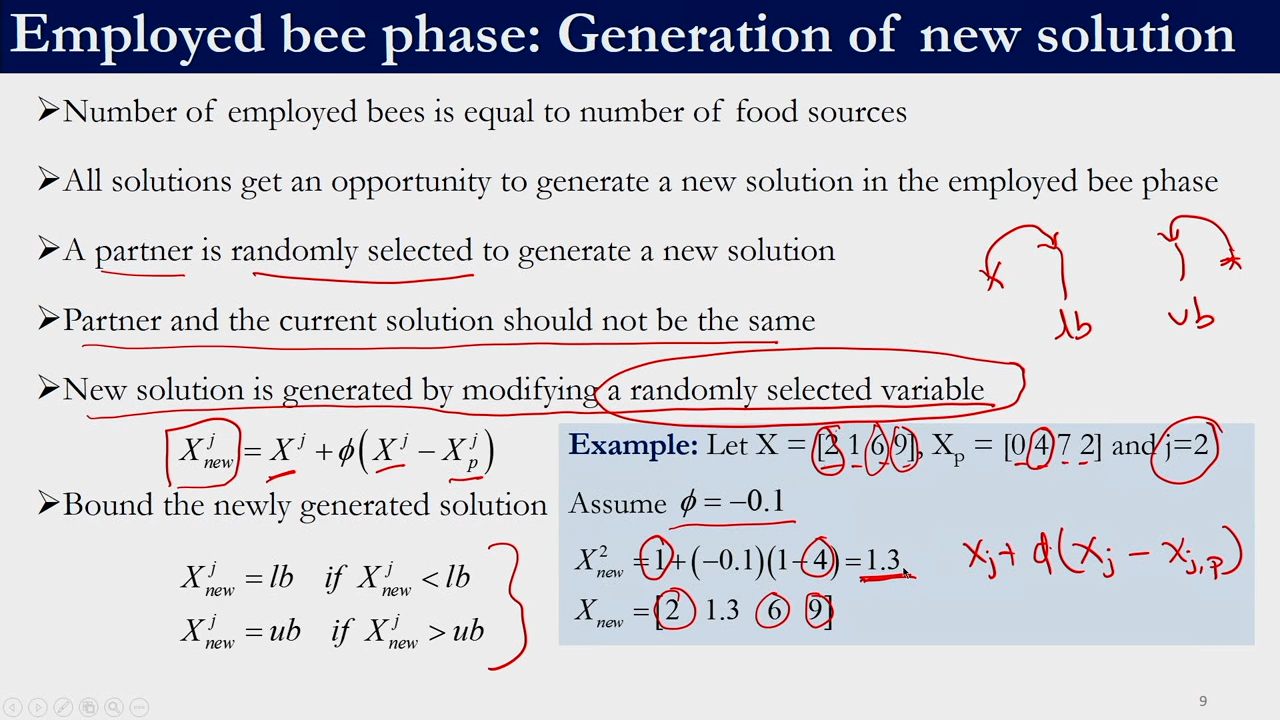 Employed bee phase: Generation of new solution
➤Number of employed bees is equal to number of food sources
➤All solutions get an opportunity to generate a new solution in the employed bee phase
➤A partner is randomly selected to generate a new solution
➤Partner and the current solution should not be the same
lb ub
➤New solution is generated by modifying a randomly selected variable
X^j_new = X^j + ϕ(X^j − X^j_p)
➤Bound the newly generated solution
X^j_new = lb if X^j_new < lb
X^j_new = ub if X^j_new > ub
Example: Let X = [2 1 6 9], X_p = [0 4 7 2] and j=2
Assume ϕ = −0.1
X^2_new = 1+(−0.1)(1−4) = 1.3
X_new = [2 1.3 6 9]
x_j + ϕ(x_j − x_j,p)
9